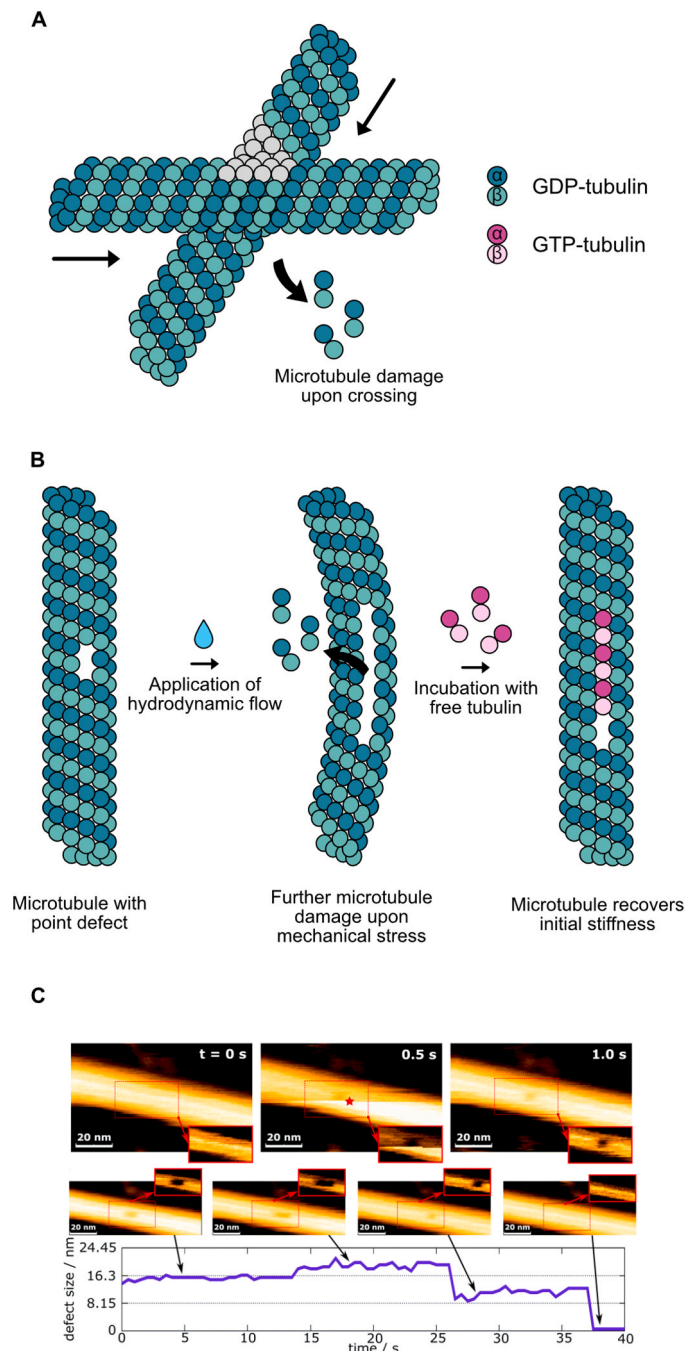 A
α
β
GDP-tubulin
α
β
GTP-tubulin
Microtubule damage
upon crossing
B
Application of
hydrodynamic flow
Incubation with
free tubulin
Microtubule with
point defect
Further microtubule
damage upon
mechanical stress
Microtubule recovers
initial stiffness
C
t = 0 s
0.5 s
1.0 s
20 nm
20 nm
20 nm
20 nm
20 nm
20 nm
20 nm
defect size / nm
24.45
16.3
8.15
0
0
5
10
15
20
25
30
35
40
time / s